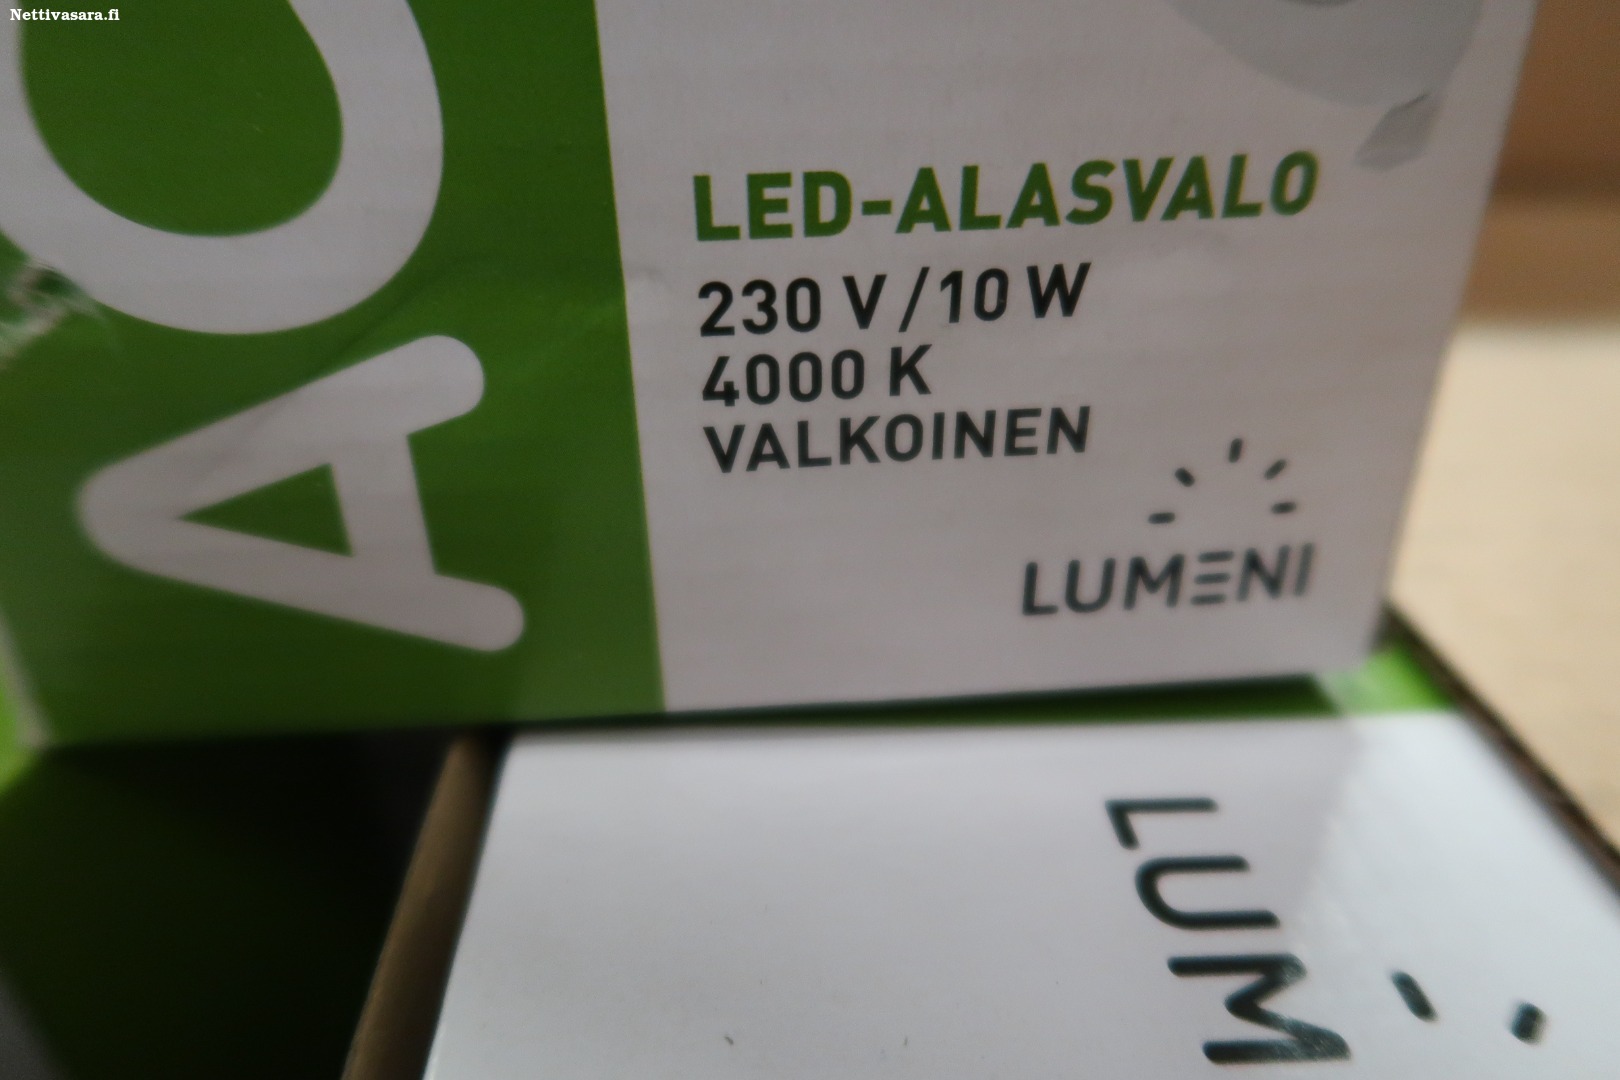 Nettivasara.fi
LED-ALASVALO
230 V / 10 W
4000 K
VALKOINEN
LUMENI
LUM